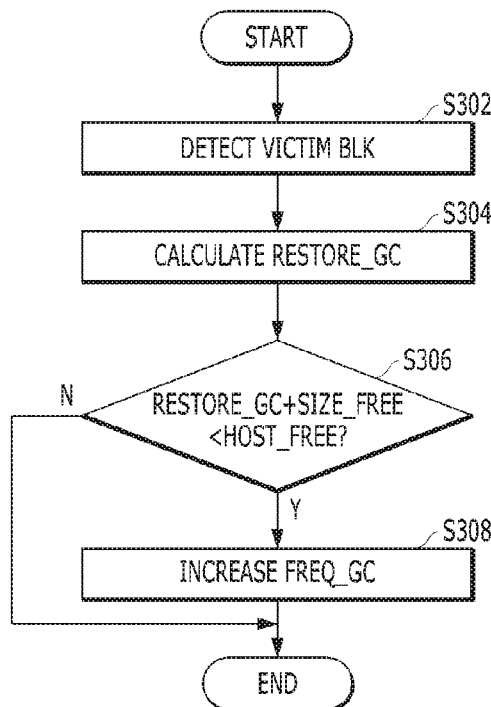 START
S302
DETECT VICTIM BLK
S304
CALCULATE RESTORE_GC
S306
N
RESTORE_GC+SIZE_FREE
<HOST_FREE?
Y
S308
INCREASE FREQ_GC
END